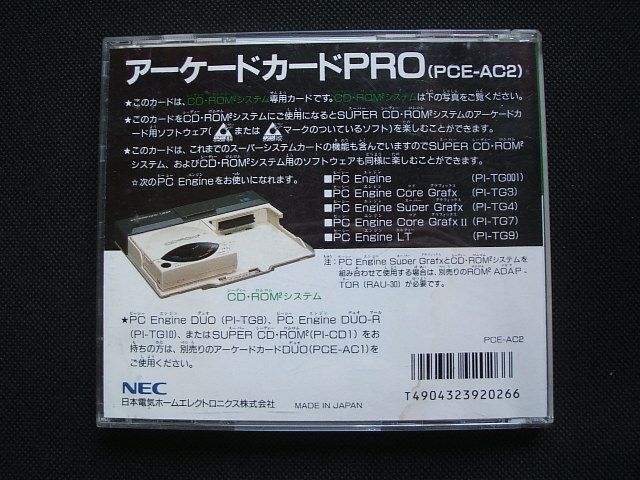 アーケードカードPRO(PCE-AC2)
★このカードは、CD・ROM²システム専用カードです。CD・ROM²システムは下の写真をご覧ください。
★このカードをCD・ROM²システムにご使用になるとSUPER CD・ROM²システムのアーケードカード用ソフトウェア(または マークのついているソフト)を楽しむことができます。
★このカードは、これまでのスーパーシステムカードの機能も含んでいますのでSUPER CD・ROM²システム、およびCD・ROM²システム用のソフトウェアも同様に楽しむことができます。
☆次のPC Engineをお使いになれます。
■PC Engine (PI-TG001)
■PC Engine Core Grafx (PI-TG3)
■PC Engine Super Grafx (PI-TG4)
■PC Engine Core Grafx II (PI-TG7)
■PC Engine LT (PI-TG9)
注:PC Engine Super GrafxとCD・ROM²システムを
組み合わせて使用する場合は、別売りのROM² ADAP-
TOR (RAU-30) が必要です。
CD・ROM²システム
★PC Engine DUO (PI-TG8)、PC Engine DUO-R
(PI-TG10)、またはSUPER CD・ROM²(PI-CD1) をお
持ちの方は、別売りのアーケードカードDUO(PCE-AC1)を
ご使用ください。
PCE-AC2
T4904323920266
NEC
日本電気ホームエレクトロニクス株式会社
MADE IN JAPAN